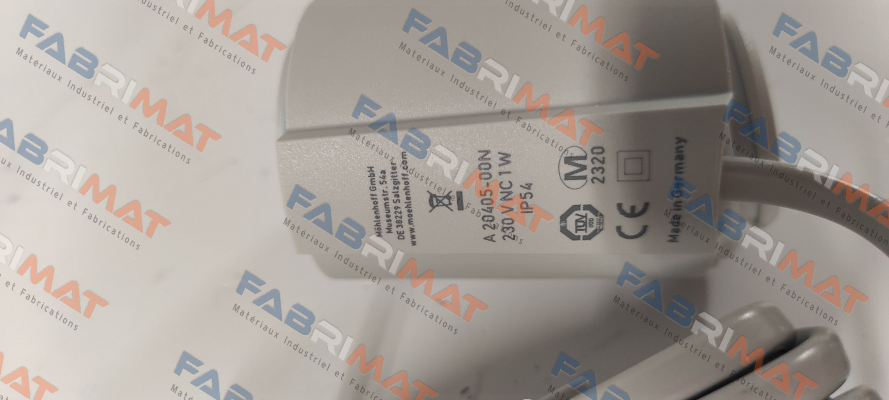 Möhlenhoff GmbH
Museumstr. 54a
DE 38229 Salzgitter
www.moehlenhoff.com
A 20405-00N
230 V NC 1 W
IP54
M
2320
TÜV
CE
Made in Germany
FABRIMAT
Matériaux Industriel et Fabrications